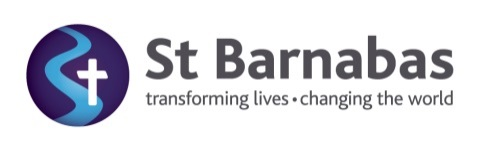 St Barnabas
transforming lives • changing the world